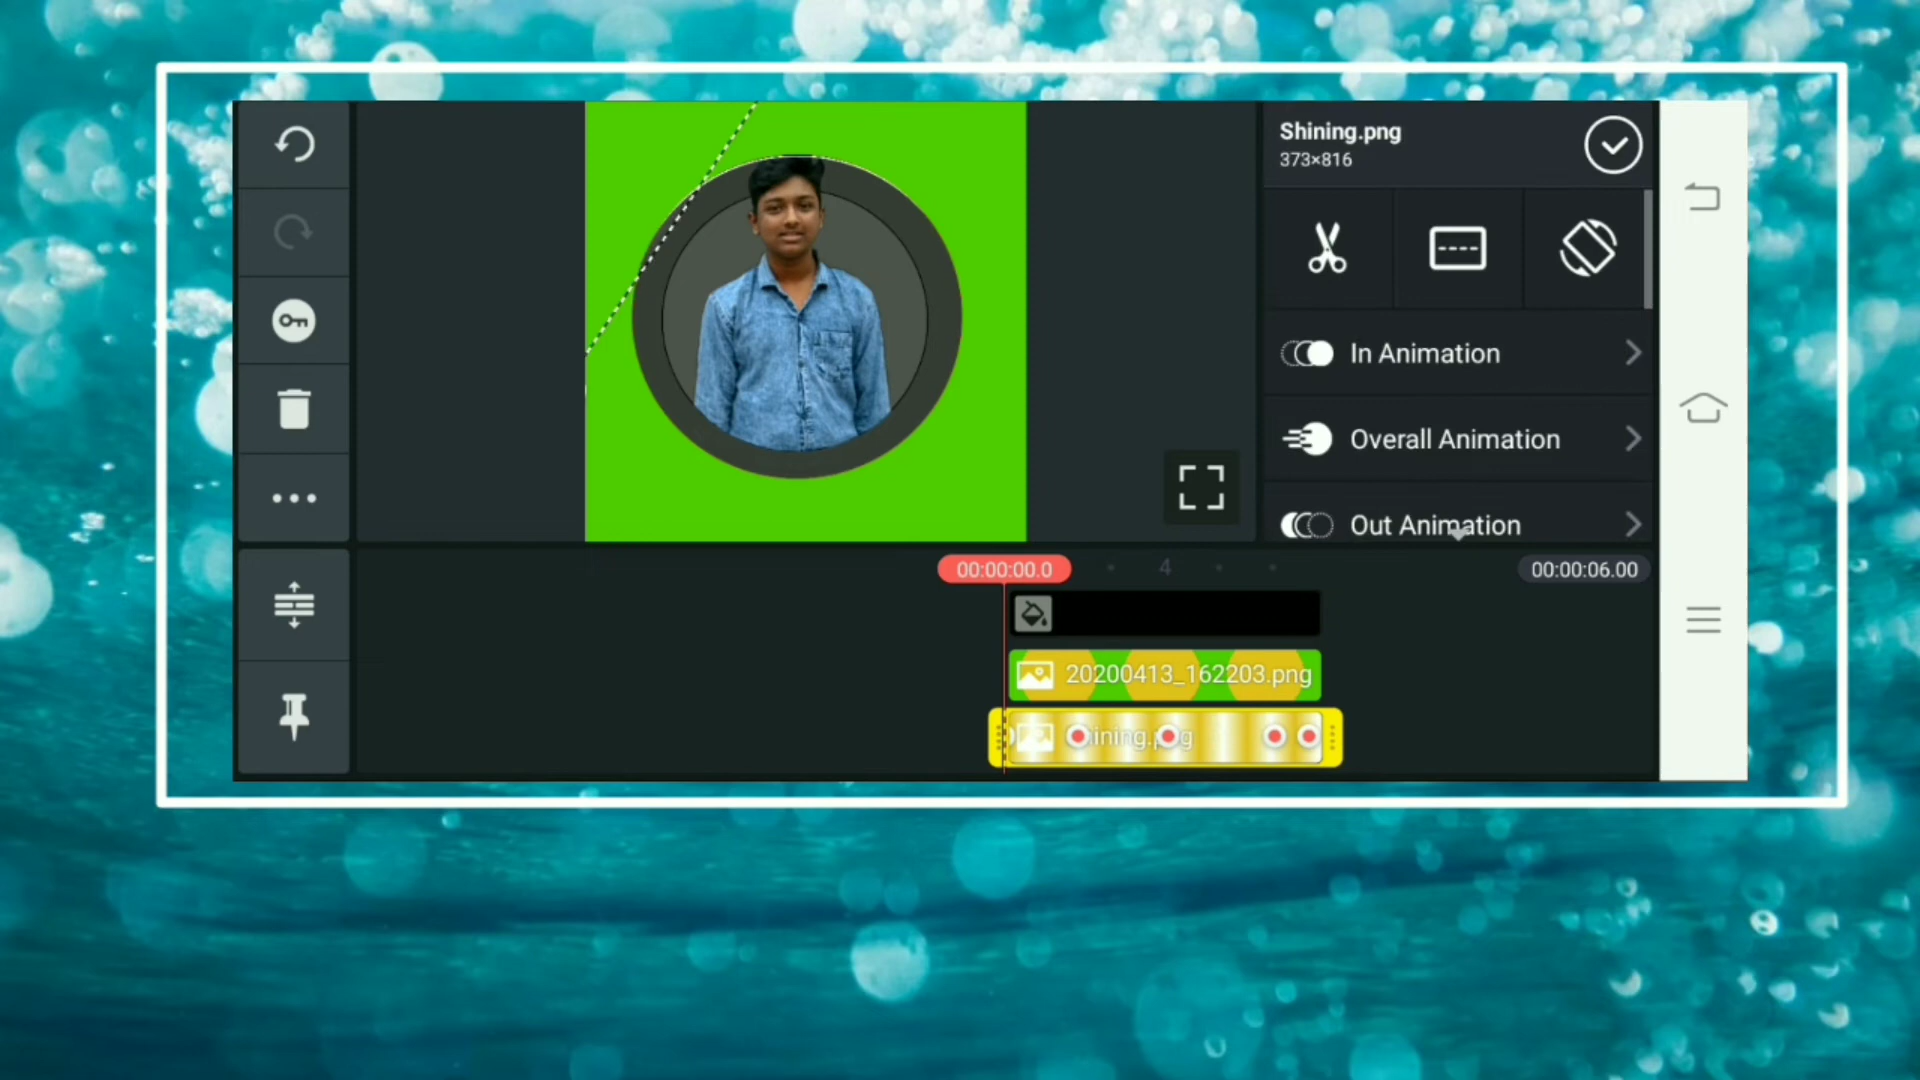 Shining.png
373×816
In Animation
Overall Animation
Out Animation
00:00:00.0
4
00:00:06.00
20200413_162203.png
ining.p g